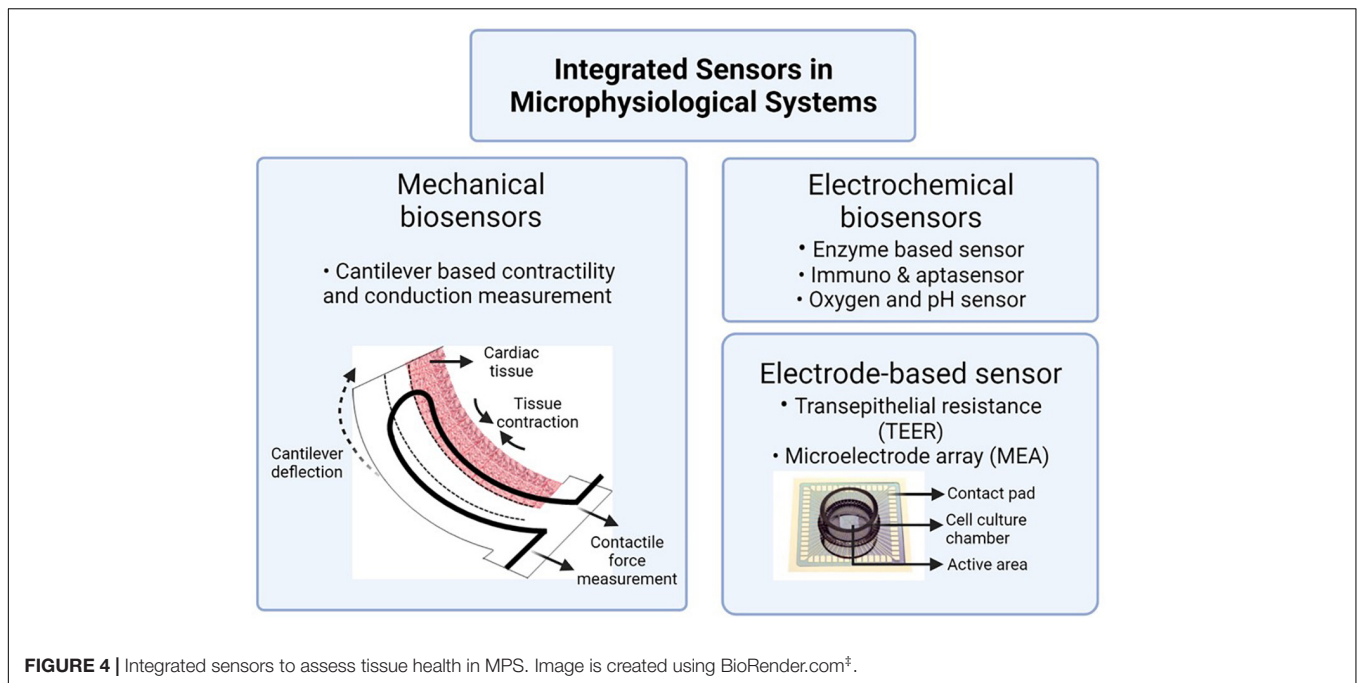 Integrated Sensors in
Microphysiological Systems
Mechanical
biosensors
• Cantilever based contractility
and conduction measurement
Cardiac
tissue
Tissue
contraction
Cantilever
deflection
Contactile
force
measurement
Electrochemical
biosensors
• Enzyme based sensor
• Immuno & aptasensor
• Oxygen and pH sensor
Electrode-based sensor
• Transepithelial resistance
(TEER)
• Microelectrode array (MEA)
Contact pad
Cell culture
chamber
Active area
FIGURE 4 | Integrated sensors to assess tissue health in MPS. Image is created using BioRender.com‡.